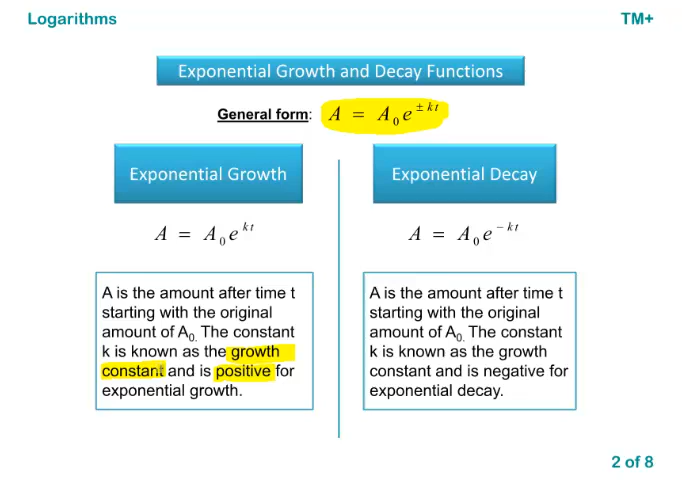 Logarithms
TM+
Exponential Growth and Decay Functions
General form: A = A₀e^{± kt}
Exponential Growth
A = A₀e^{kt}
A is the amount after time t
starting with the original
amount of A₀. The constant
k is known as the growth
constant and is positive for
exponential growth.
Exponential Decay
A = A₀e^{− kt}
A is the amount after time t
starting with the original
amount of A₀. The constant
k is known as the growth
constant and is negative for
exponential decay.
2 of 8